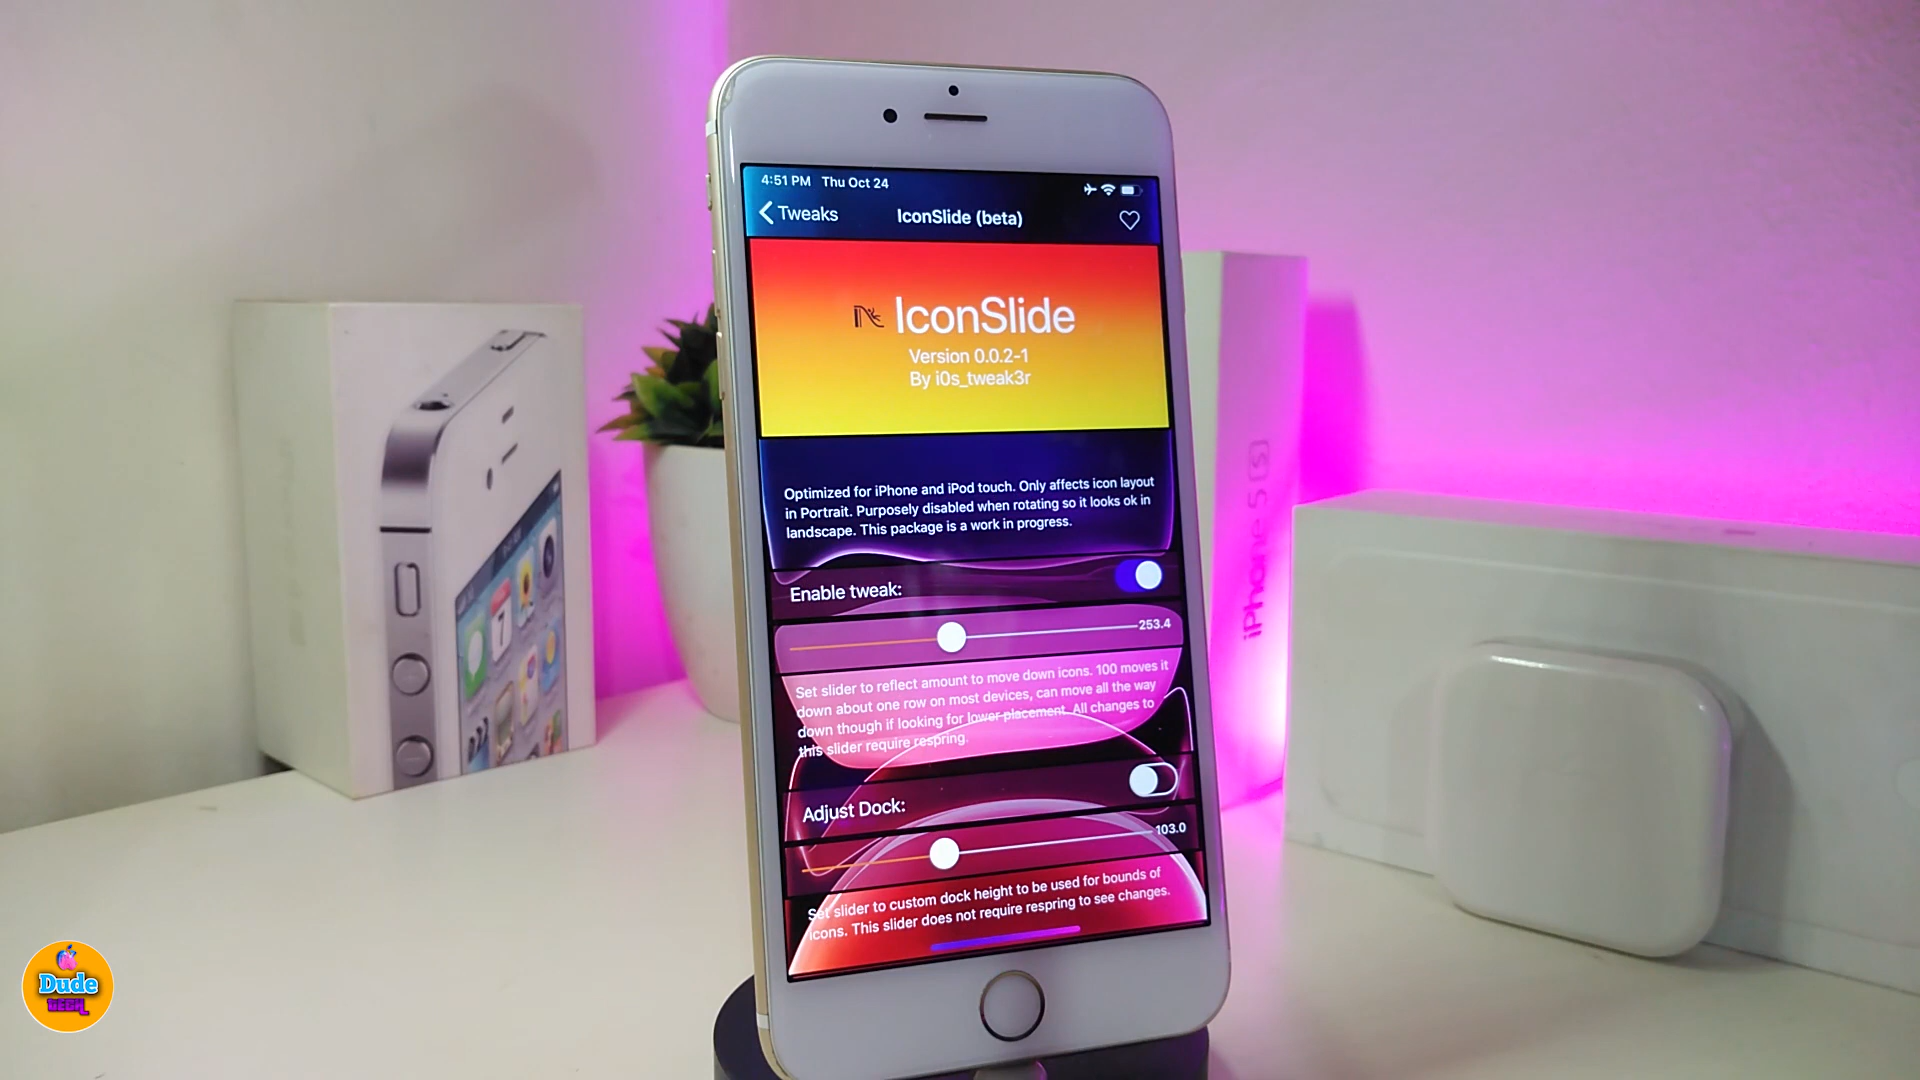 4:51 PM Thu Oct 24
Tweaks
IconSlide (beta)
IconSlide
Version 0.0.2-1
By i0s_tweak3r
Optimized for iPhone and iPod touch. Only affects icon layout
in Portrait. Purposely disabled when rotating so it looks ok in
landscape. This package is a work in progress.
Enable tweak:
253.4
Set slider to reflect amount to move down icons. 100 moves it
down about one row on most devices, can move all the way
down though if looking for lower placement. All changes to
this slider require respring.
Adjust Dock:
103.0
Set slider to custom dock height to be used for bounds of
icons. This slider does not require respring to see changes.
iPhone 5 S
7
Dude
TECH